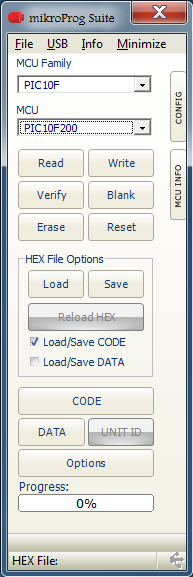 mikroProg Suite
File USB Info Minimize
MCU Family
PIC10F
MCU
PIC10F200
CONFIG
MCU INFO
Read Write
Verify Blank
Erase Reset
HEX File Options
Load Save
Reload HEX
Load/Save CODE
Load/Save DATA
CODE
DATA UNIT ID
Options
Progress:
0%
HEX File: